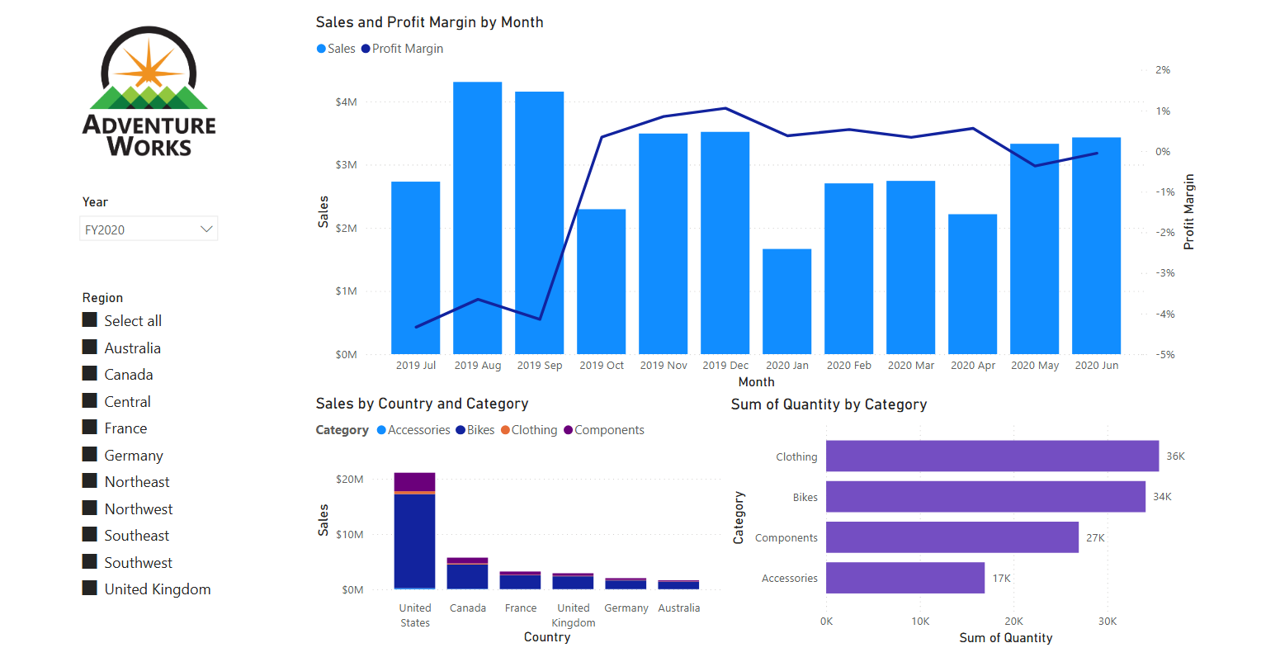 ADVENTURE
WORKS
Year
FY2020
Region
Select all
Australia
Canada
Central
France
Germany
Northeast
Northwest
Southeast
Southwest
United Kingdom
Sales and Profit Margin by Month
Sales Profit Margin
Sales
$4M
$3M
$2M
$1M
$0M
2%
1%
0%
-1%
-2%
-3%
-4%
-5%
Profit Margin
2019 Jul 2019 Aug 2019 Sep 2019 Oct 2019 Nov 2019 Dec 2020 Jan 2020 Feb 2020 Mar 2020 Apr 2020 May 2020 Jun
Month
Sales by Country and Category
Category Accessories Bikes Clothing Components
Sales
$20M
$10M
$0M
United States Canada France United Kingdom Germany Australia
Country
Sum of Quantity by Category
Category
Clothing 36K
Bikes 34K
Components 27K
Accessories 17K
0K 10K 20K 30K
Sum of Quantity